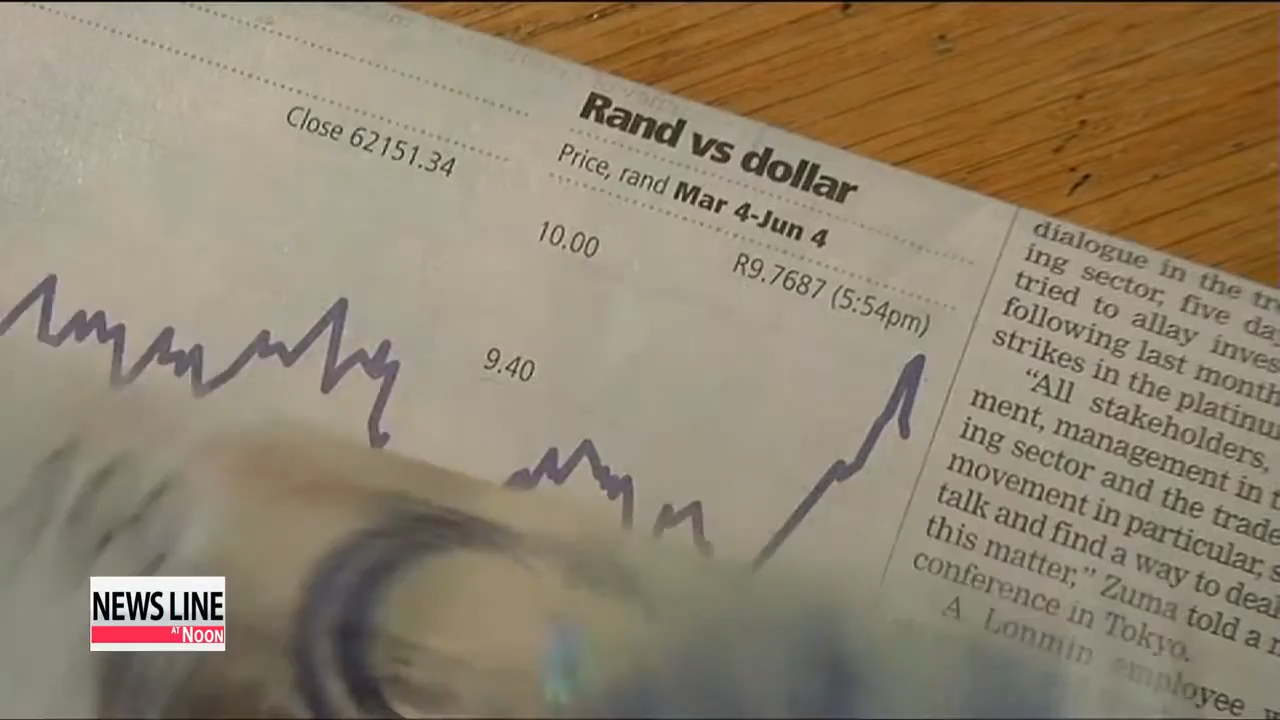 Close 62151.34
Rand vs dollar
Price, rand Mar 4-Jun 4
10.00
R9.7687 (5:54pm)
9.40
dialogue in the
ing sector, five
tried to allay
following last month
strikes in the platinum
“All stakeholders,
ment, management in
ing sector and the trade
movement in particular,
talk and find a way to deal
this matter,” Zuma told a
conference in Tokyo.
A Lonmin employee
NEWS LINE
AT NOON